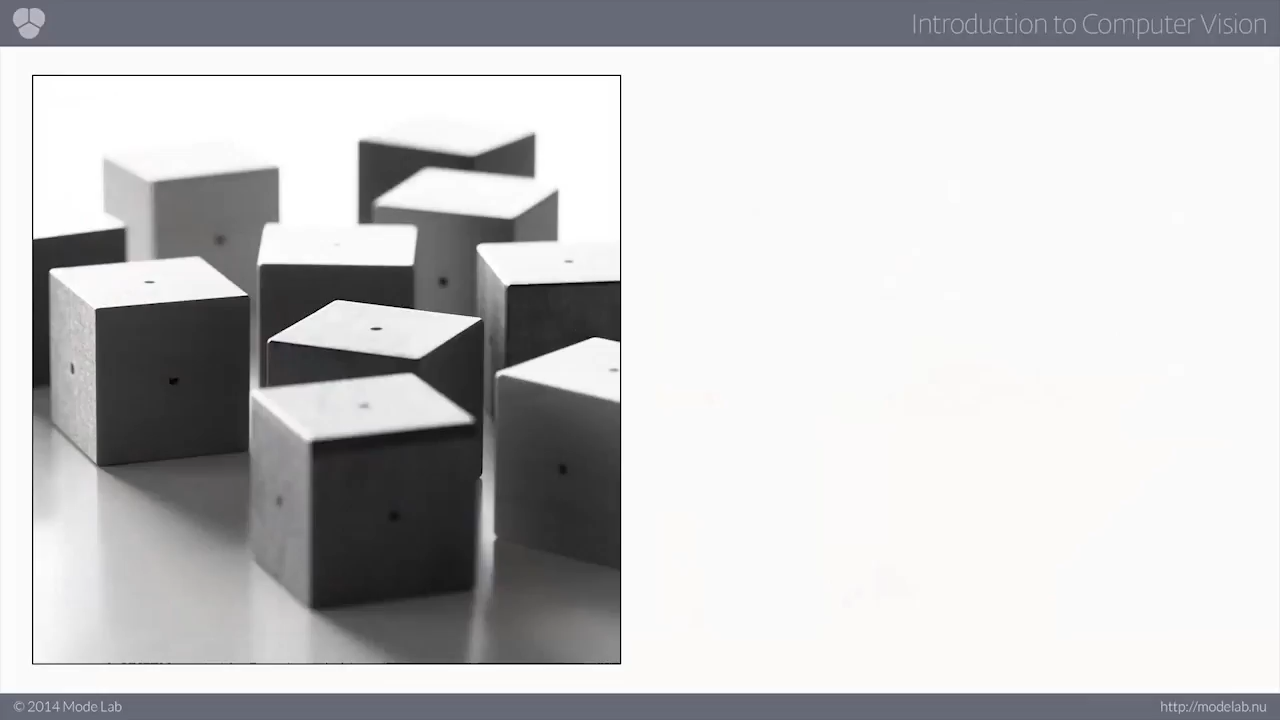 Introduction to Computer Vision
© 2014 Mode Lab
http://modelab.nu